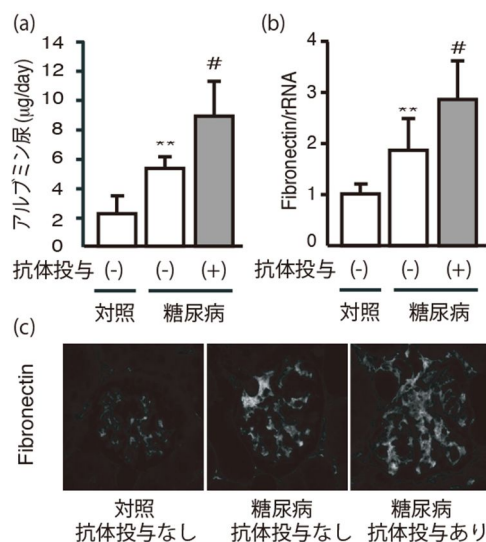 (a)
アルブミン尿 (μg/day)
14
12
10
8
6
4
2
0
**
#
抗体投与 (-) (-) (+)
対照 糖尿病
(b)
Fibronectin/rRNA
4
3
2
1
0
**
#
抗体投与 (-) (-) (+)
対照 糖尿病
(c)
Fibronectin
対照 糖尿病 糖尿病
抗体投与なし 抗体投与なし 抗体投与あり